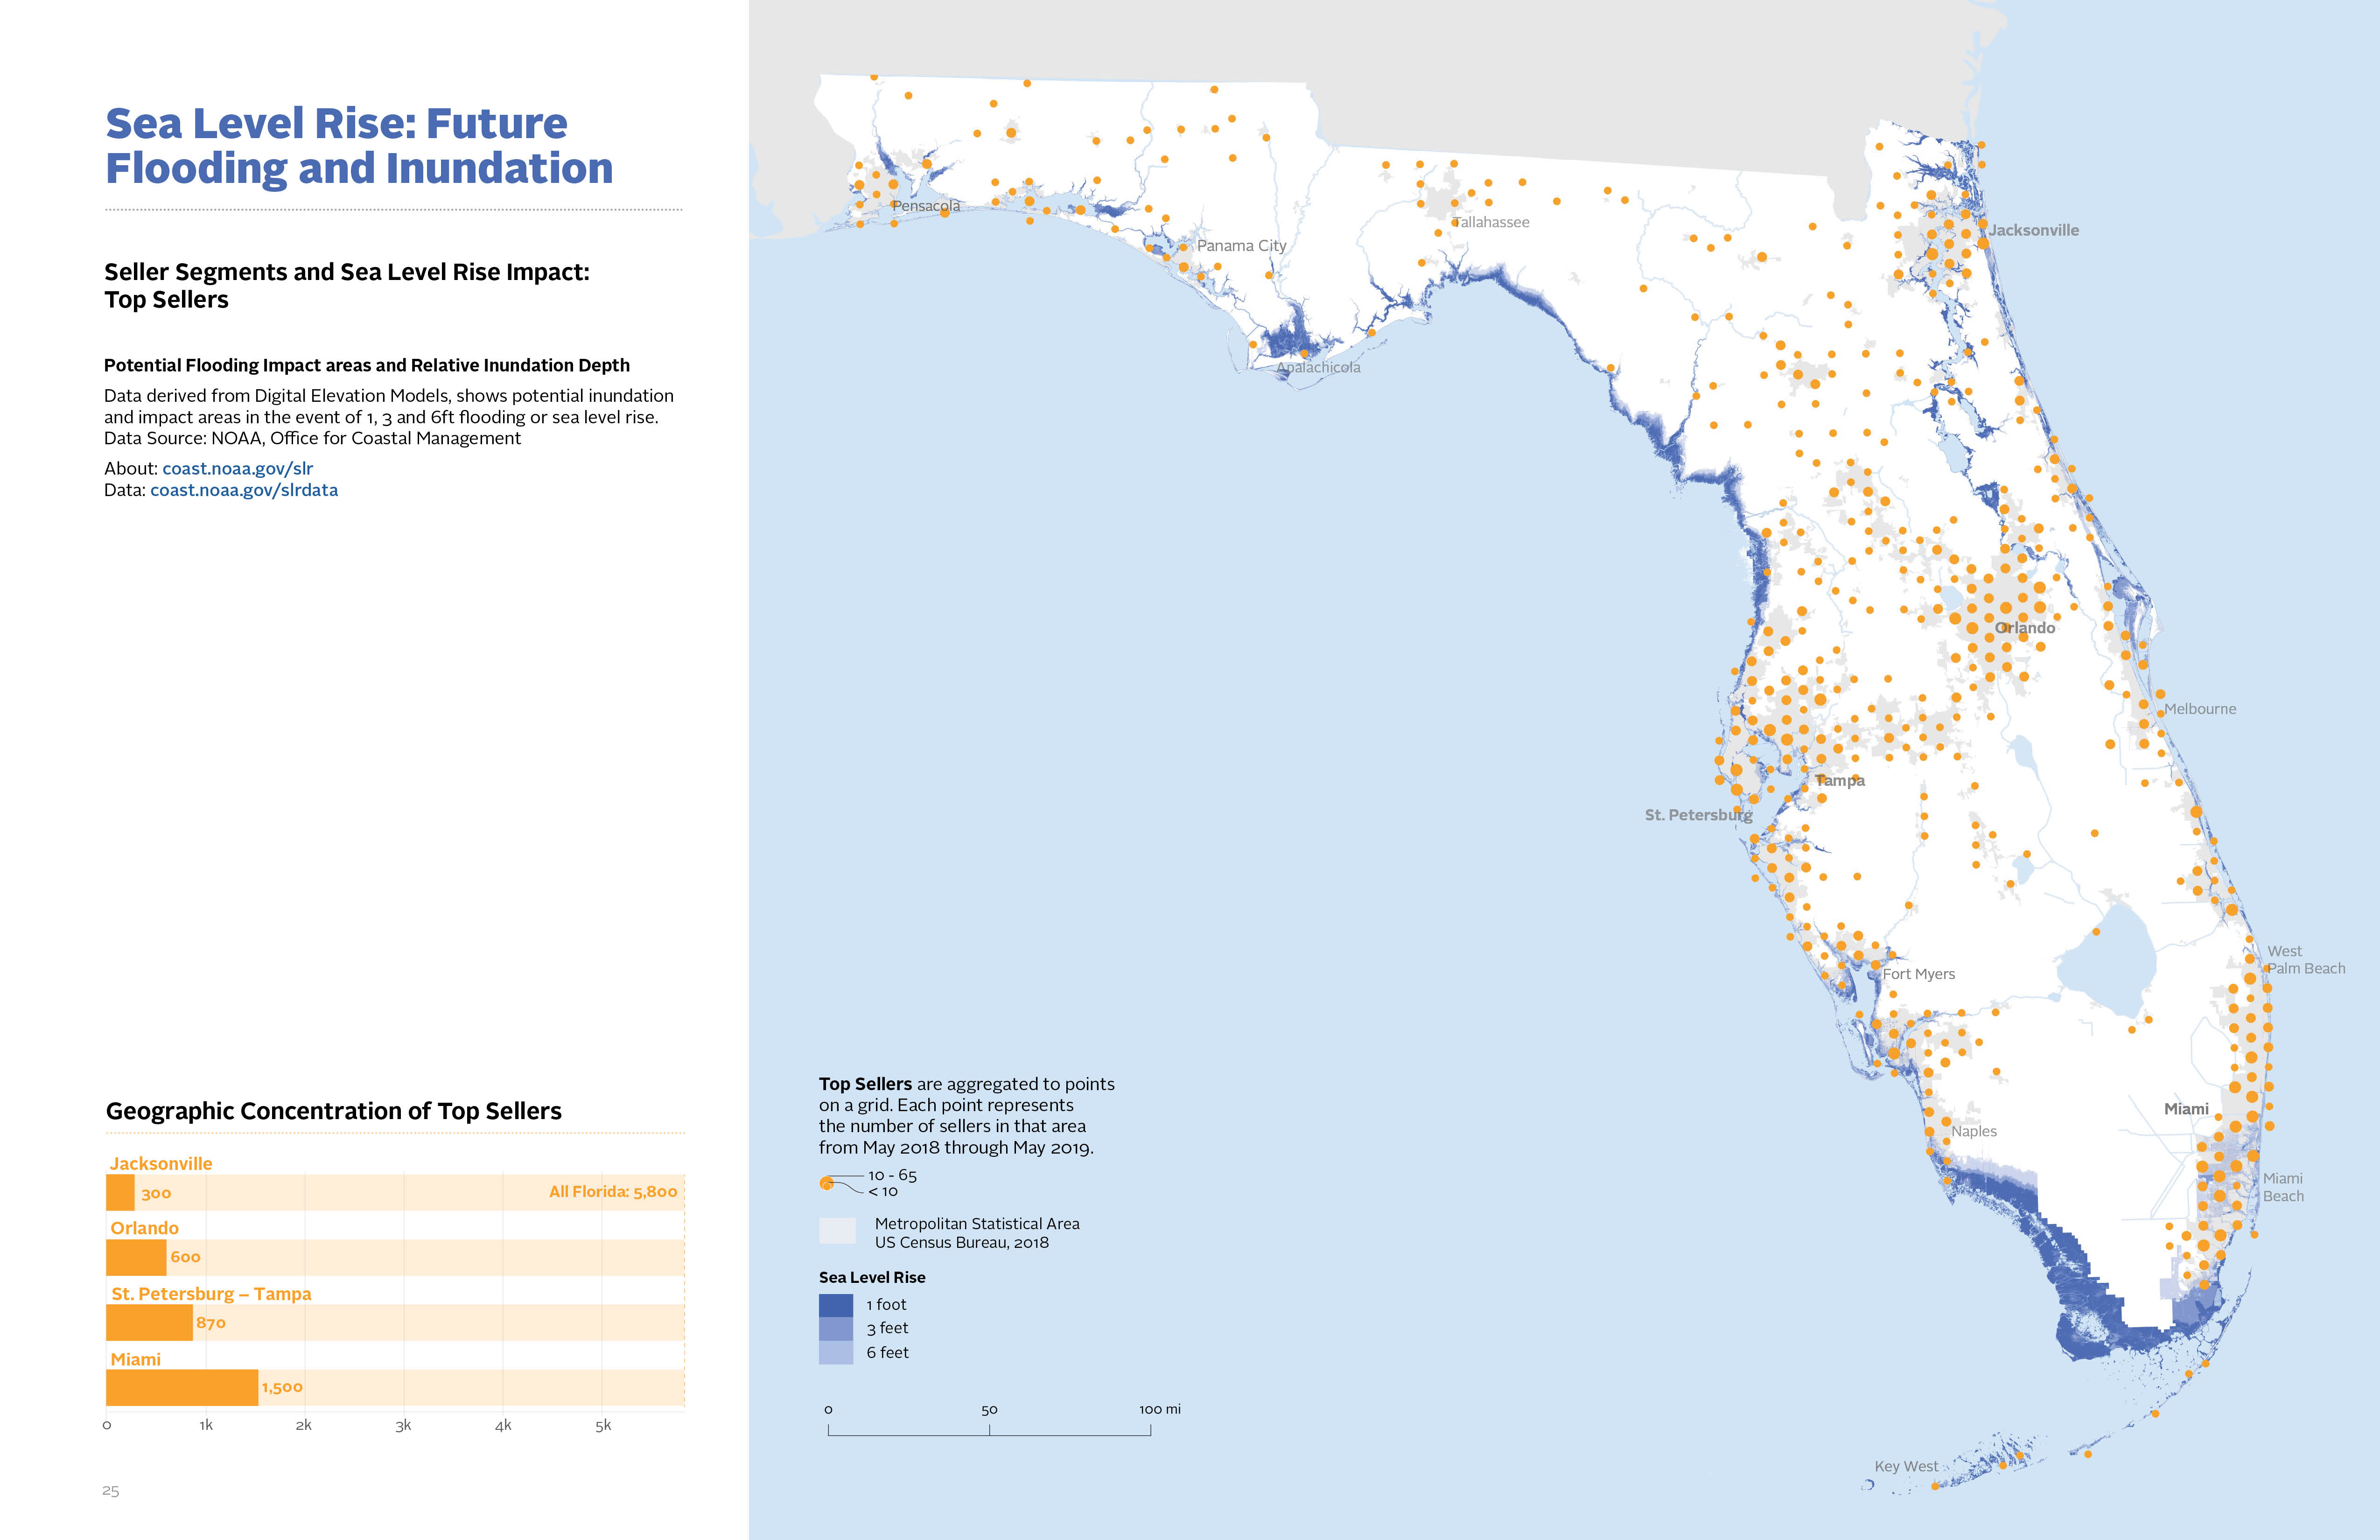 Sea Level Rise: Future
Flooding and Inundation
Seller Segments and Sea Level Rise Impact:
Top Sellers
Potential Flooding Impact areas and Relative Inundation Depth
Data derived from Digital Elevation Models, shows potential inundation
and impact areas in the event of 1, 3 and 6ft flooding or sea level rise.
Data Source: NOAA, Office for Coastal Management
About: coast.noaa.gov/slr
Data: coast.noaa.gov/slrdata
Geographic Concentration of Top Sellers
Jacksonville
300
All Florida: 5,800
Orlando
600
St. Petersburg – Tampa
870
Miami
1,500
0 1k 2k 3k 4k 5k
25
Pensacola
Panama City
Tallahassee
Apalachicola
Jacksonville
Orlando
Melbourne
Tampa
St. Petersburg
West
Palm Beach
Fort Myers
Miami
Naples
Miami
Beach
Key West
Top Sellers are aggregated to points
on a grid. Each point represents
the number of sellers in that area
from May 2018 through May 2019.
10 - 65
< 10
Metropolitan Statistical Area
US Census Bureau, 2018
Sea Level Rise
1 foot
3 feet
6 feet
0 50 100 mi